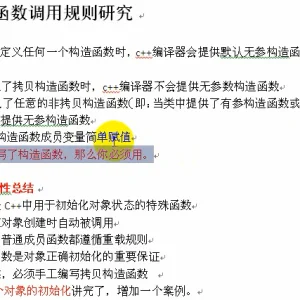 函数调用规则研究
定义任何一个构造函数时，c++编译器会提供默认无参构造函
了拷贝构造函数时，c++编译器不会提供无参数构造函数
了任意的非拷贝构造函数（即：当类中提供了有参构造函数或
提供无参构造函数
构造函数成员变量简单赋值
写了构造函数，那么你必须用。
性总结
C++中用于初始化对象状态的特殊函数
对象创建时自动被调用
普通成员函数都遵循重载规则
数是对象正确初始化的重要保证
，必须手工编写拷贝构造函数
个对象的初始化讲完了，增加一个案例。